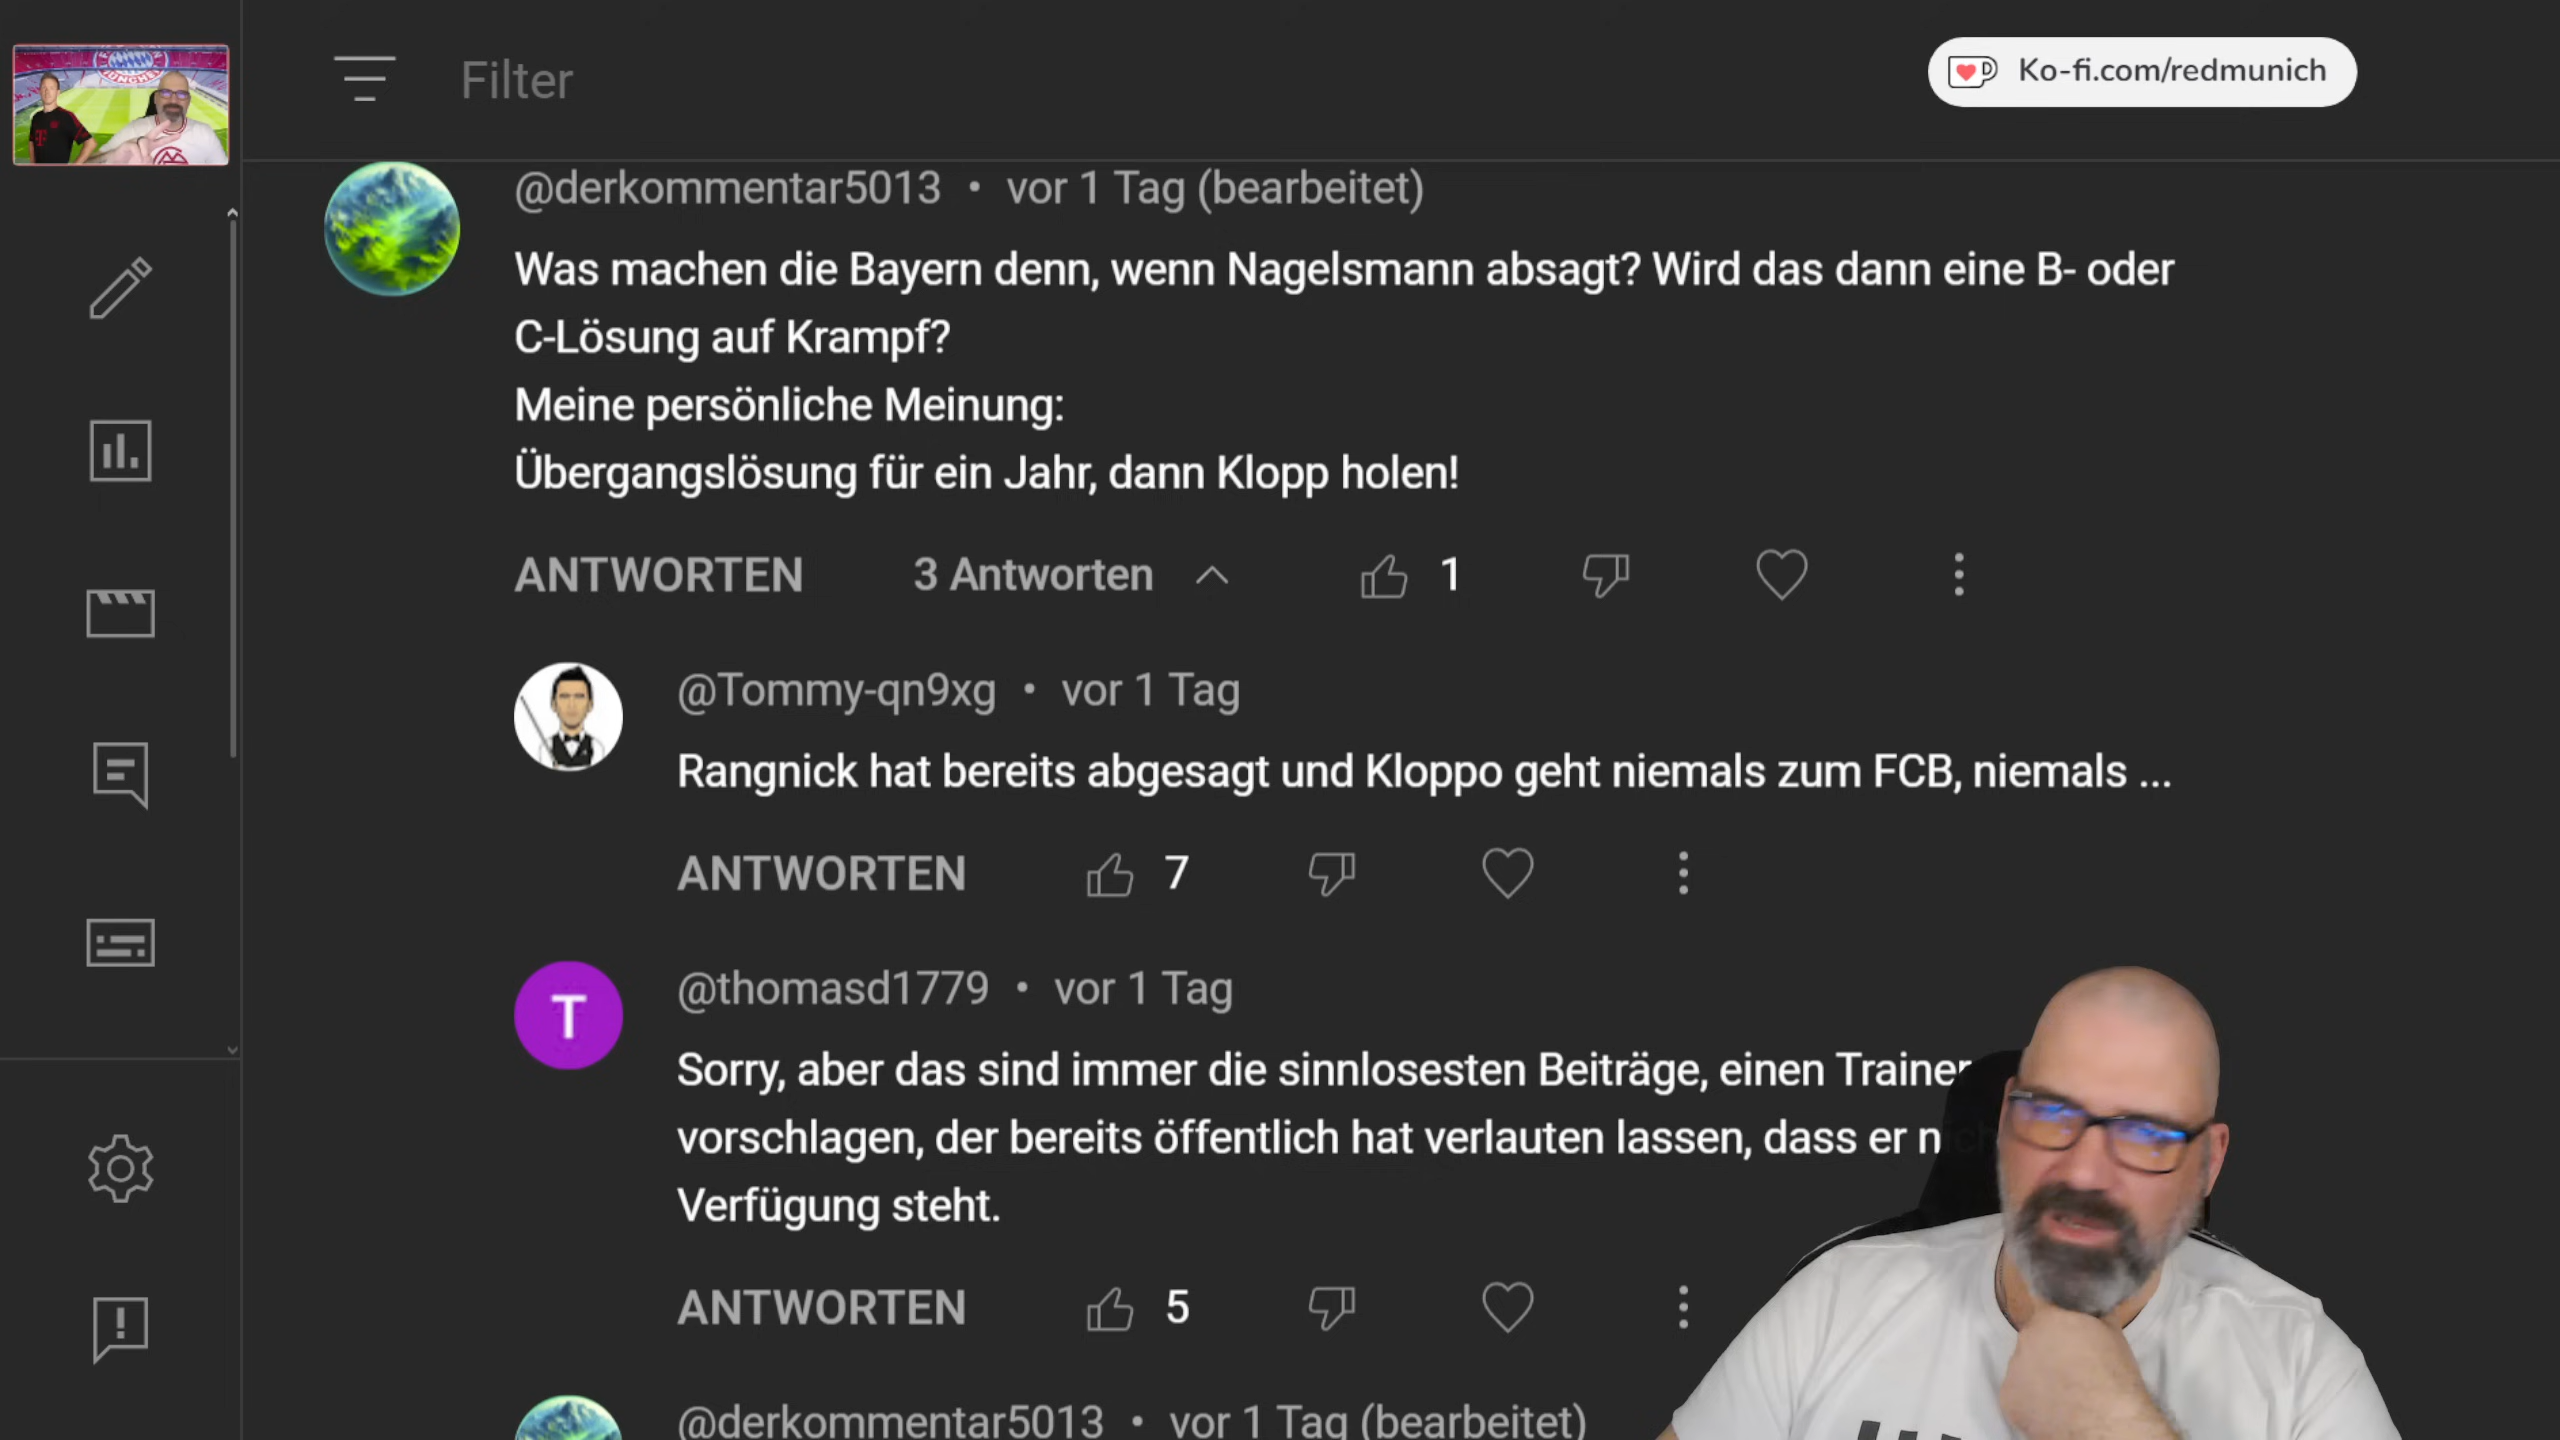 Filter
Ko-fi.com/redmunich
@derkommentar5013 • vor 1 Tag (bearbeitet)
Was machen die Bayern denn, wenn Nagelsmann absagt? Wird das dann eine B- oder
C-Lösung auf Krampf?
Meine persönliche Meinung:
Übergangslösung für ein Jahr, dann Klopp holen!
ANTWORTEN 3 Antworten 1
@Tommy-qn9xg • vor 1 Tag
Rangnick hat bereits abgesagt und Kloppo geht niemals zum FCB, niemals ...
ANTWORTEN 7
T
@thomasd1779 • vor 1 Tag
Sorry, aber das sind immer die sinnlosesten Beiträge, einen Trainer
vorschlagen, der bereits öffentlich hat verlauten lassen, dass er
Verfügung steht.
ANTWORTEN 5
@derkommentar5013 • vor 1 Tag (bearbeitet)